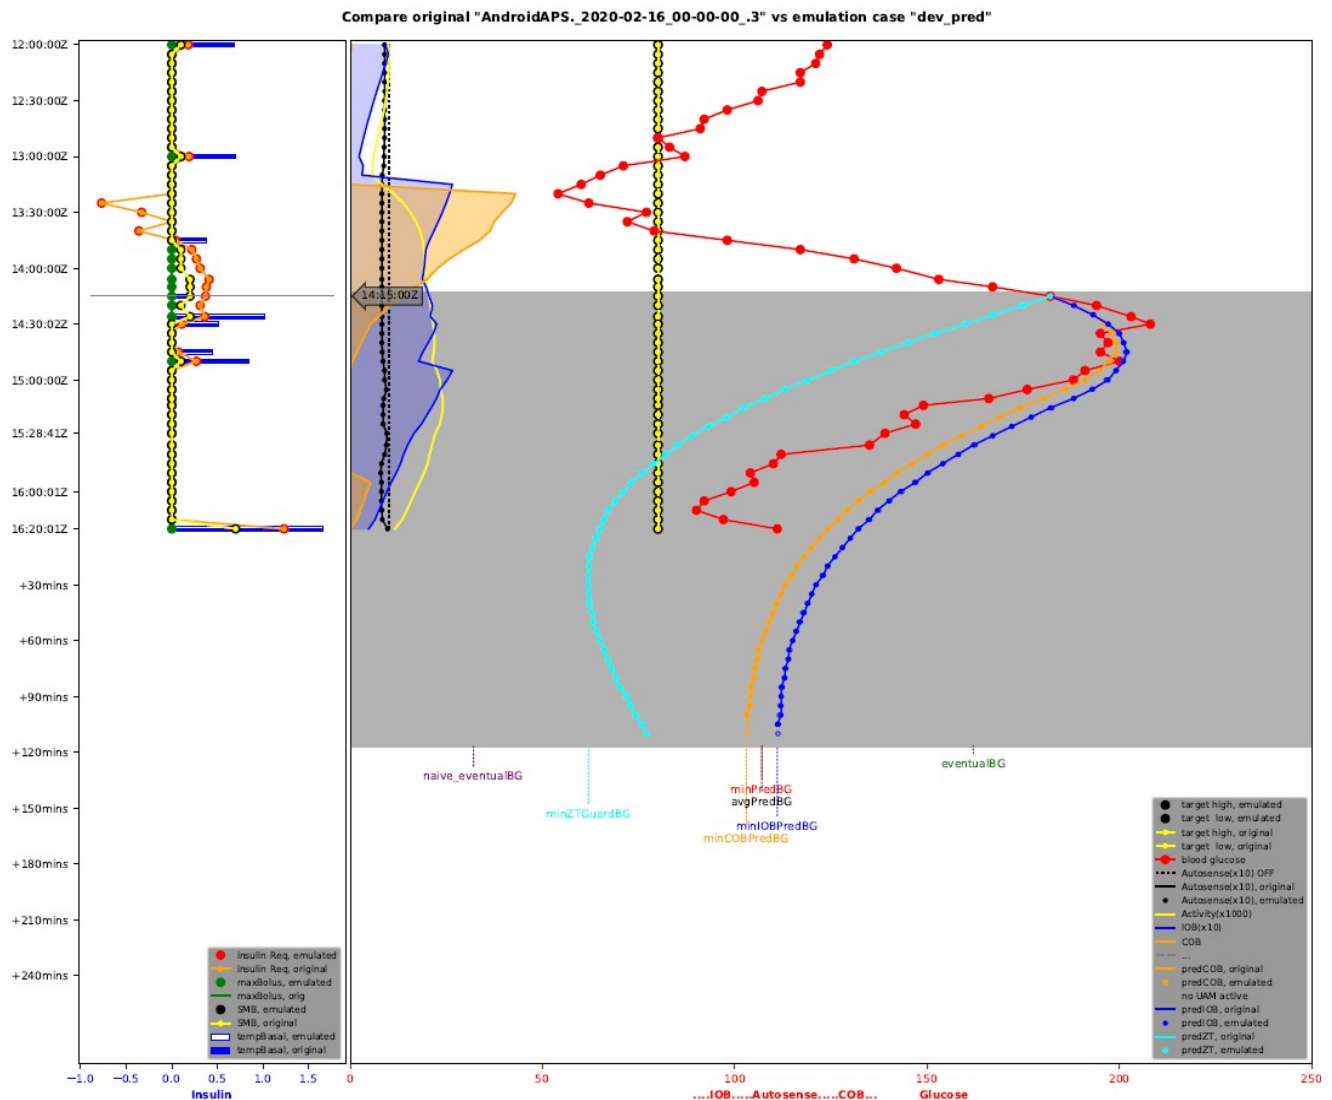 Compare original "AndroidAPS._2020-02-16_00-00-00_.3" vs emulation case "dev_pred"
12:00:00Z
12:30:00Z
13:00:00Z
13:30:00Z
14:00:00Z
14:15:00Z
14:30:02Z
15:00:00Z
15:28:41Z
16:00:01Z
16:20:01Z
+30mins
+60mins
+90mins
+120mins
+150mins
+180mins
+210mins
+240mins
naive_eventualBG
minZTGuardBG
minPredBG
avgPredBG
minIOBPredBG
minCOBPredBG
eventualBG
insulin Req, emulated
insulin Req, original
maxBolus, emulated
maxBolus, orig
SMB, emulated
SMB, original
tempBasal, emulated
tempBasal, original
target high, emulated
target low, emulated
target high, original
target low, original
blood glucose
Autosense(x10) OFF
Autosense(x10), original
Autosense(x10), emulated
Activity(x1000)
IOB(x10)
COB
...
predCOB, original
predCOB, emulated
no UAM active
predIOB, original
predIOB, emulated
predZT, original
predZT, emulated
−1.0 −0.5 0.0 0.5 1.0 1.5
Insulin
0 50 100 150 200 250
....IOB.....Autosense.....COB... Glucose